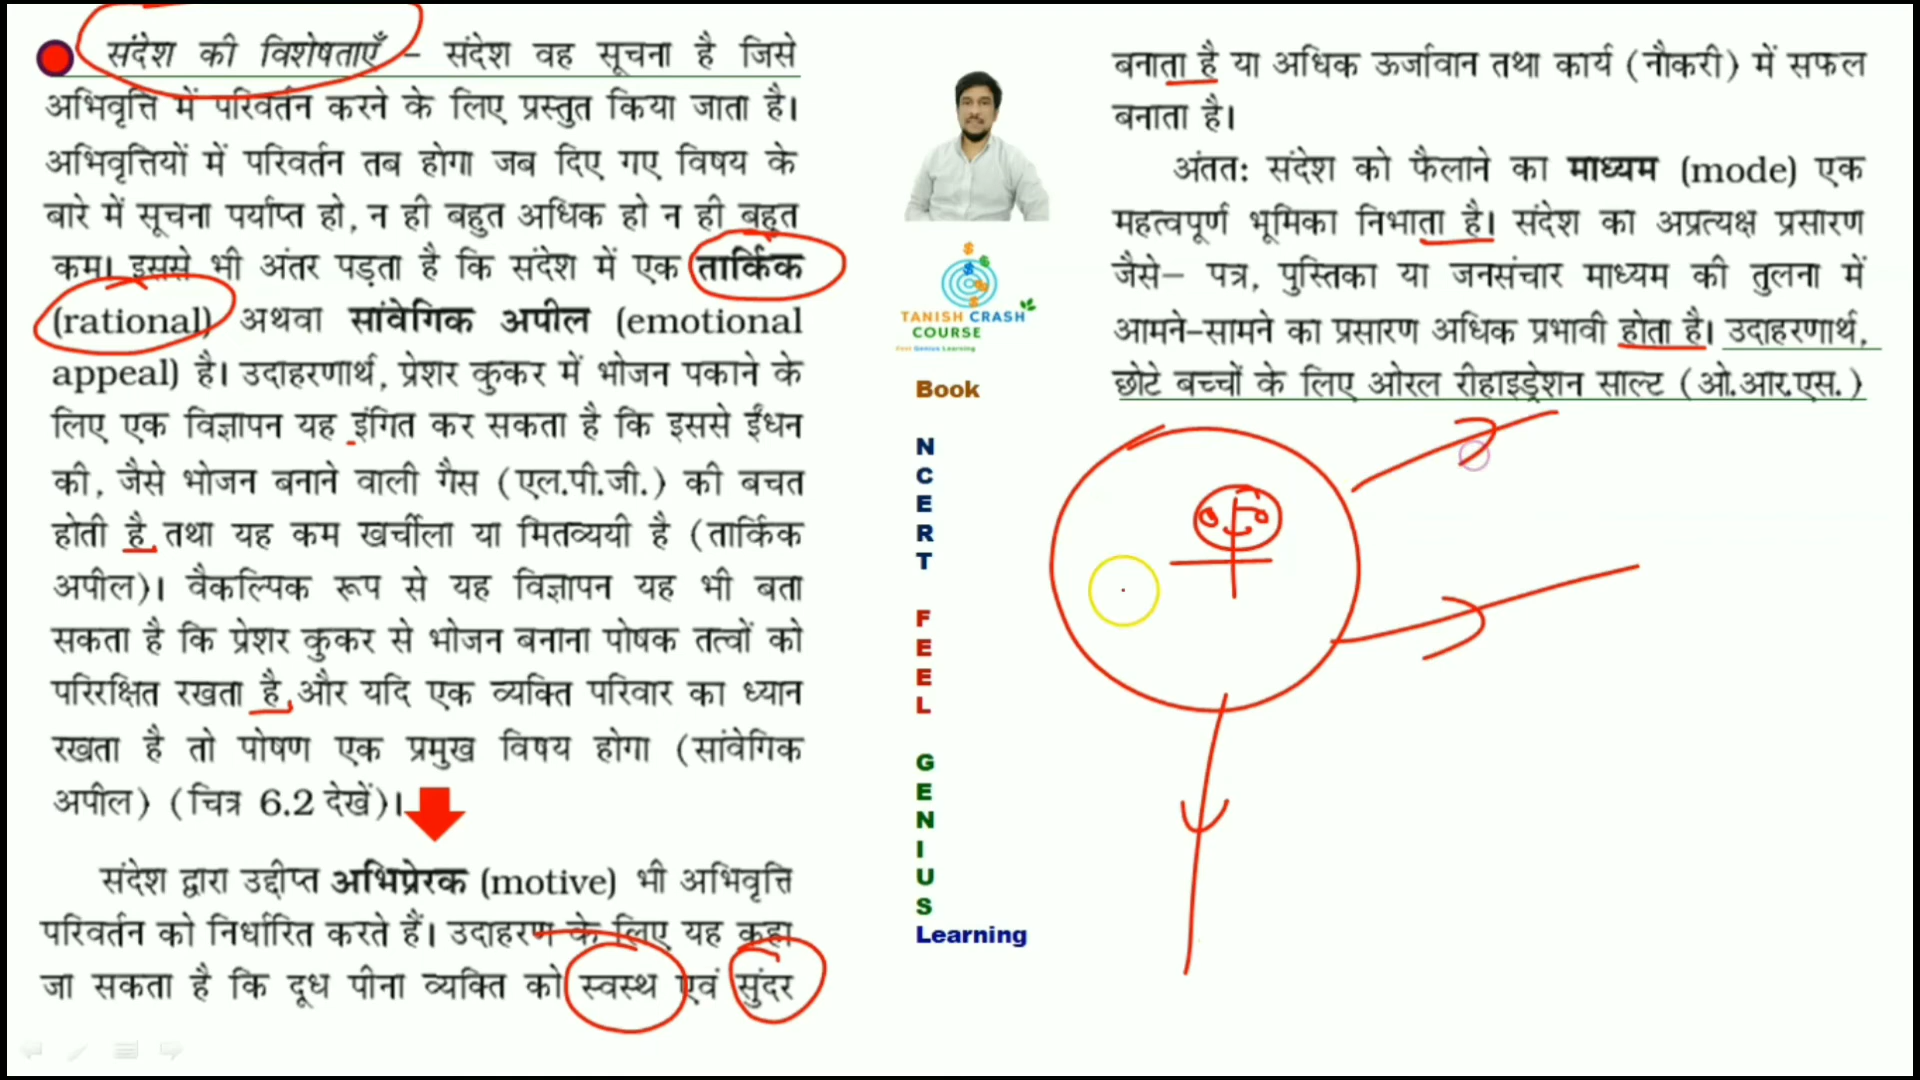 संदेश की विशेषताएँ – संदेश वह सूचना है जिसे
अभिवृत्ति में परिवर्तन करने के लिए प्रस्तुत किया जाता है।
अभिवृत्तियों में परिवर्तन तब होगा जब दिए गए विषय के
बारे में सूचना पर्याप्त हो, न ही बहुत अधिक हो न ही बहुत
कम। इससे भी अंतर पड़ता है कि संदेश में एक तार्किक
(rational) अथवा सांवेगिक अपील (emotional
appeal) है। उदाहरणार्थ, प्रेशर कुकर में भोजन पकाने के
लिए एक विज्ञापन यह इंगित कर सकता है कि इससे ईंधन
की, जैसे भोजन बनाने वाली गैस (एल.पी.जी.) की बचत
होती है, तथा यह कम खर्चीला या मितव्ययी है (तार्किक
अपील)। वैकल्पिक रूप से यह विज्ञापन यह भी बता
सकता है कि प्रेशर कुकर से भोजन बनाना पोषक तत्वों को
परिरक्षित रखता है, और यदि एक व्यक्ति परिवार का ध्यान
रखता है तो पोषण एक प्रमुख विषय होगा (सांवेगिक
अपील) (चित्र 6.2 देखें)।
संदेश द्वारा उद्दीप्त अभिप्रेरक (motive) भी अभिवृत्ति
परिवर्तन को निर्धारित करते हैं। उदाहरण के लिए यह कहा
जा सकता है कि दूध पीना व्यक्ति को स्वस्थ एवं सुंदर
TANISH CRASH
COURSE
Feel Genius Learning
Book
N
C
E
R
T
F
E
E
L
G
E
N
I
U
S
Learning
बनाता है या अधिक ऊर्जावान तथा कार्य (नौकरी) में सफल
बनाता है।
अंतत: संदेश को फैलाने का माध्यम (mode) एक
महत्वपूर्ण भूमिका निभाता है। संदेश का अप्रत्यक्ष प्रसारण
जैसे– पत्र, पुस्तिका या जनसंचार माध्यम की तुलना में
आमने-सामने का प्रसारण अधिक प्रभावी होता है। उदाहरणार्थ,
छोटे बच्चों के लिए ओरल रीहाइड्रेशन साल्ट (ओ.आर.एस.)